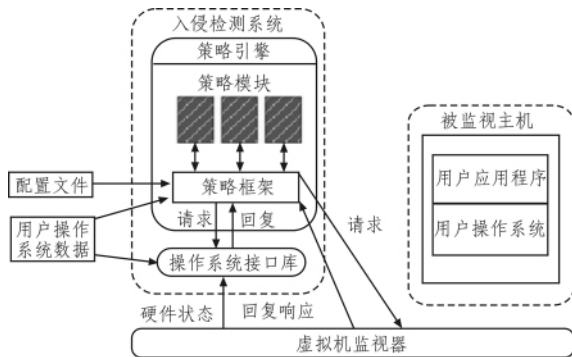 入侵检测系统
策略引擎
策略模块
被监视主机
用户应用程序
配置文件
策略框架
用户操作系统
请求
回复
请求
用户操作
系统数据
操作系统接口库
硬件状态
回复响应
虚拟机监视器